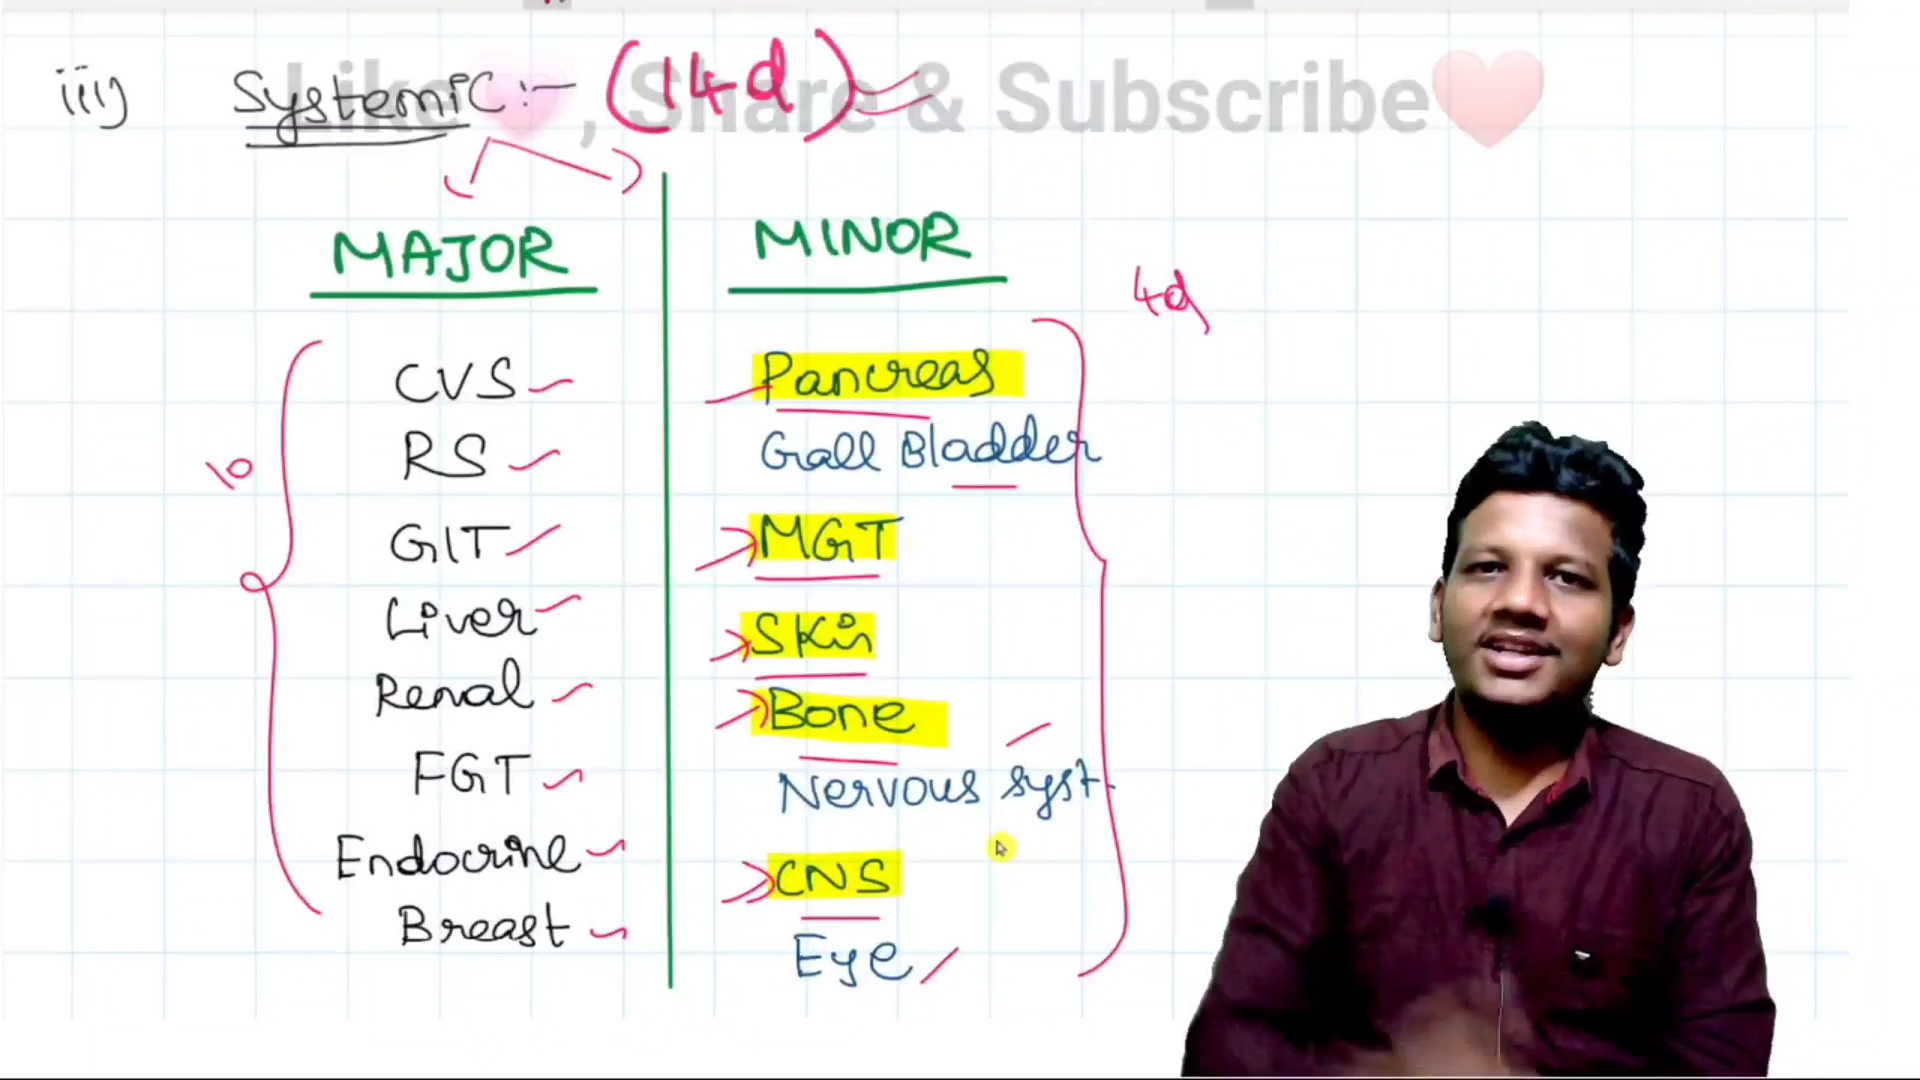 iii) Systemic :- (14d)
Like, Share & Subscribe
MAJOR
MINOR
4d
10
CVS
RS
GIT
Liver
Renal
FGT
Endocrine
Breast
Pancreas
Gall Bladder
MGT
Skin
Bone
Nervous syst.
CNS
Eye